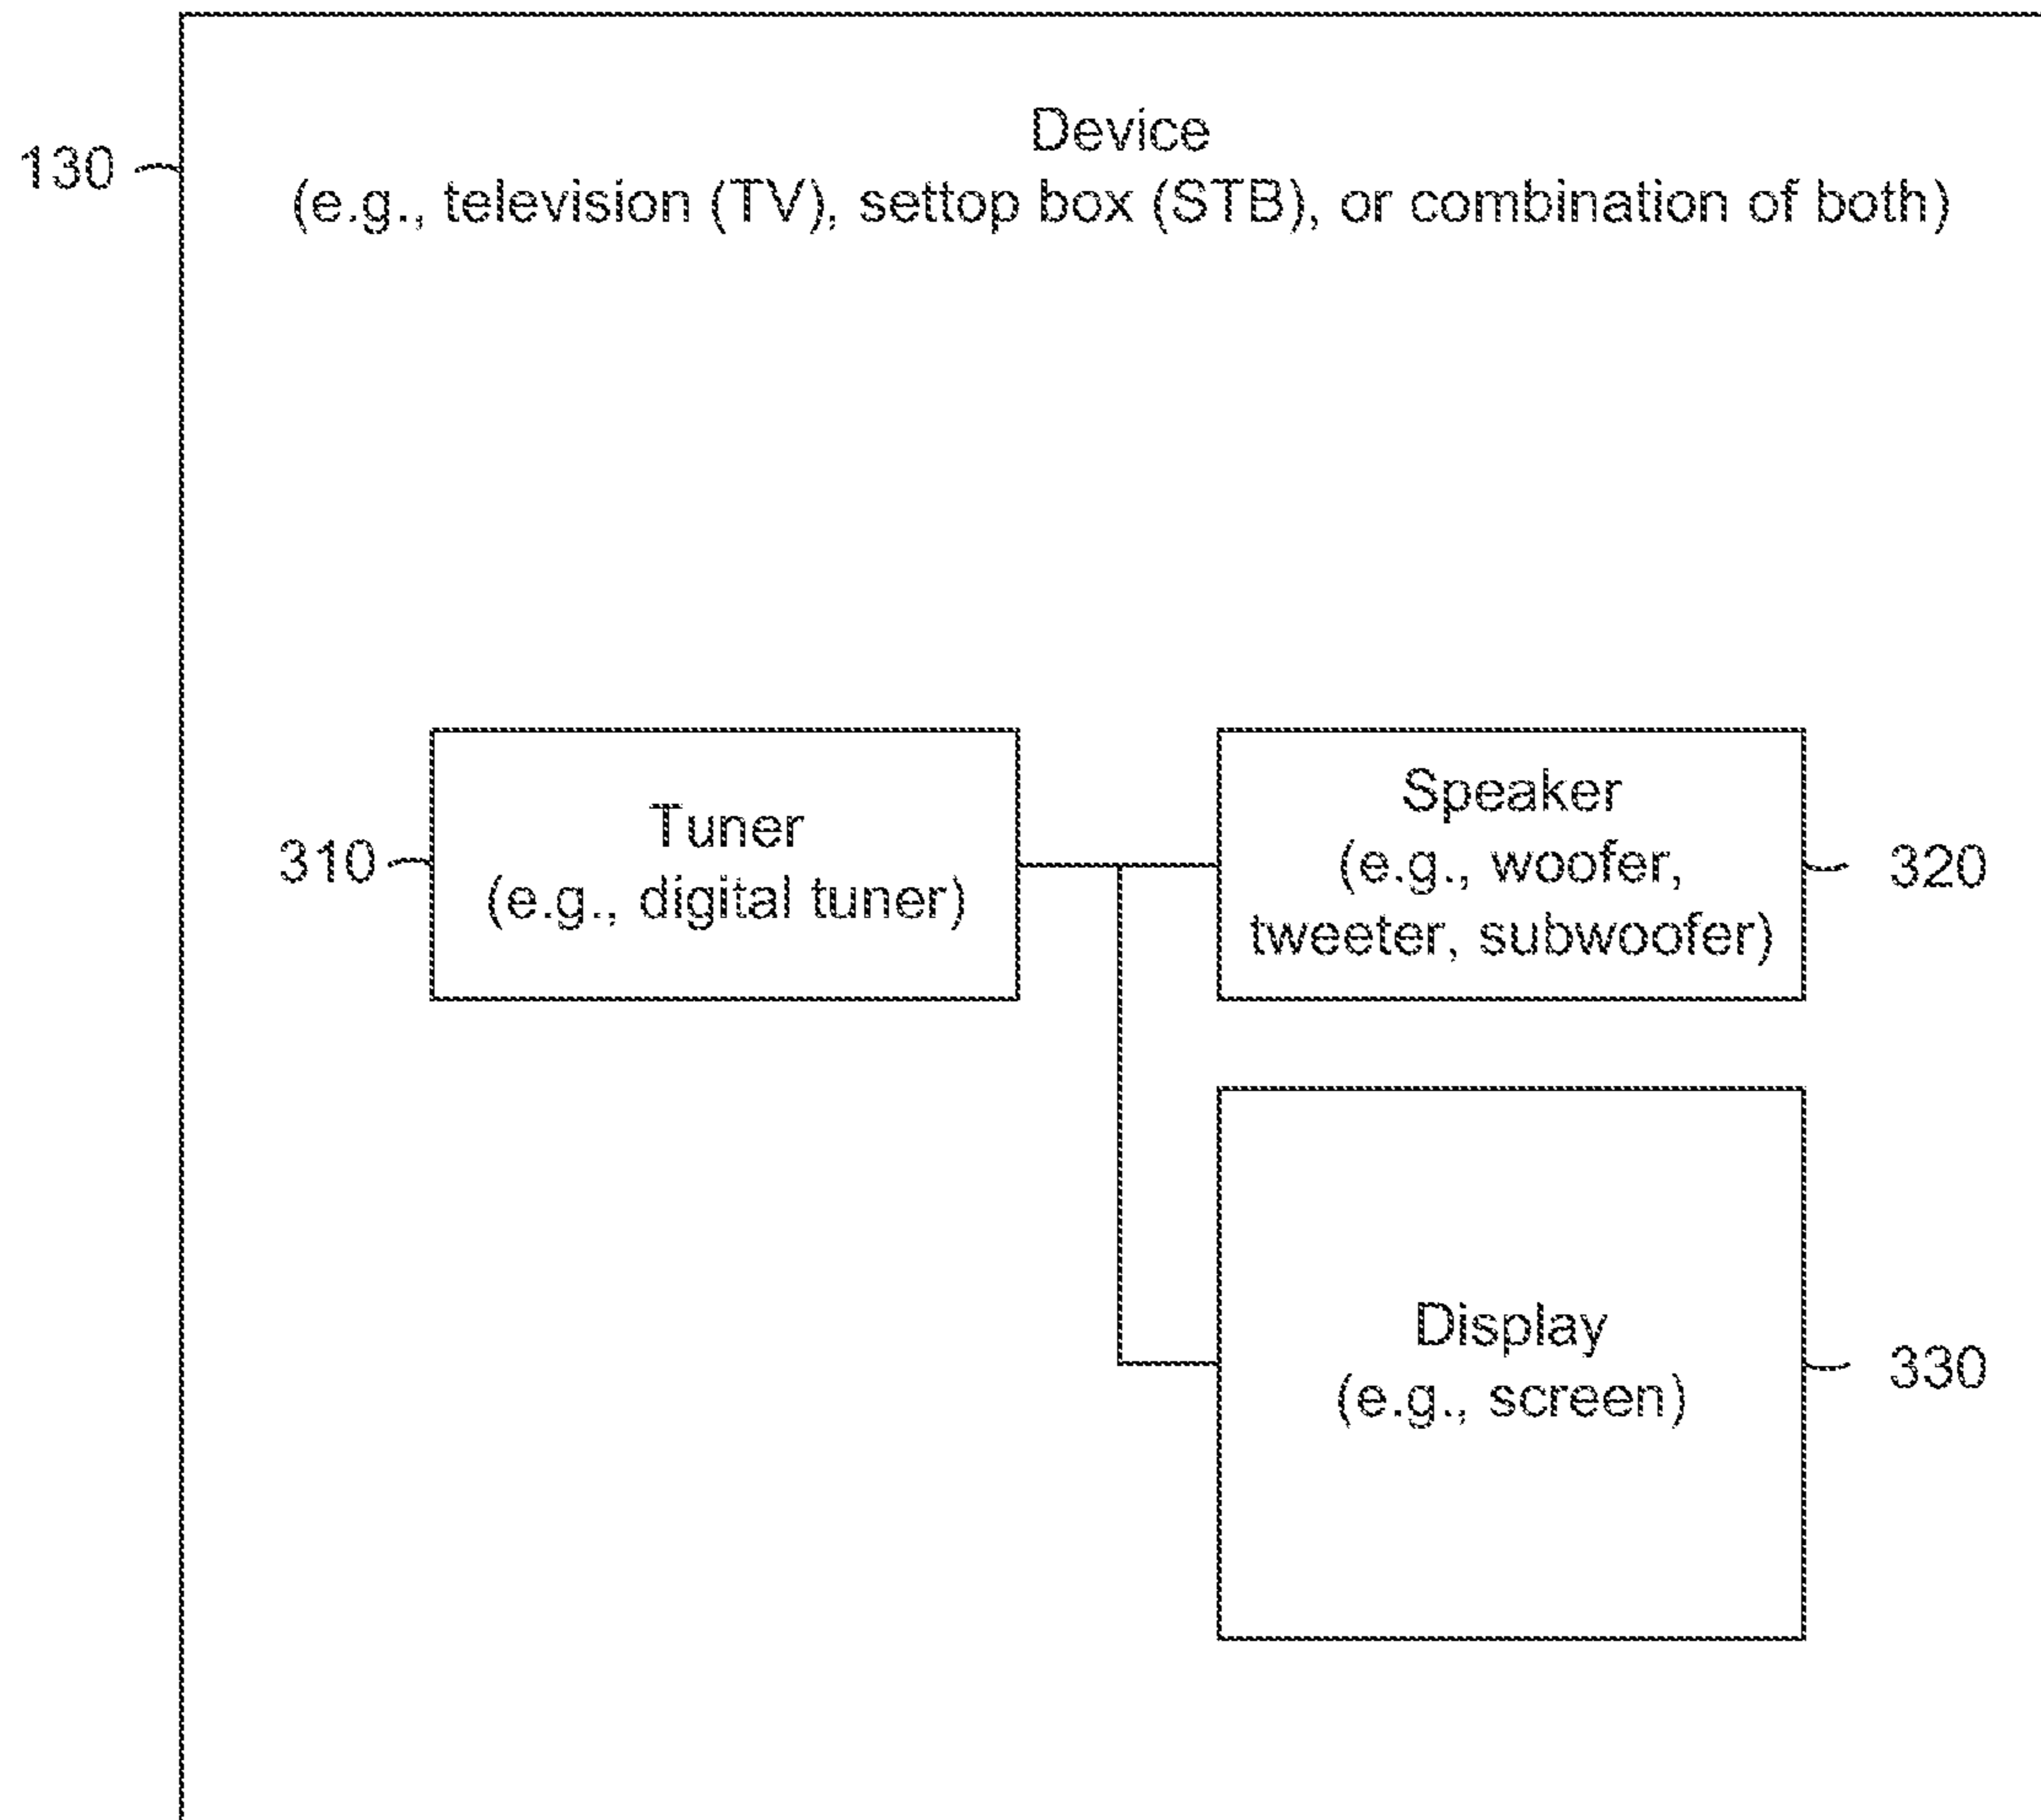 Device
130
(e.g., television (TV), settop box (STB), or combination of both)
Tuner
(e.g., digital tuner)
310
Speaker
(e.g., woofer,
tweeter, subwoofer)
320
Display
(e.g., screen)
330